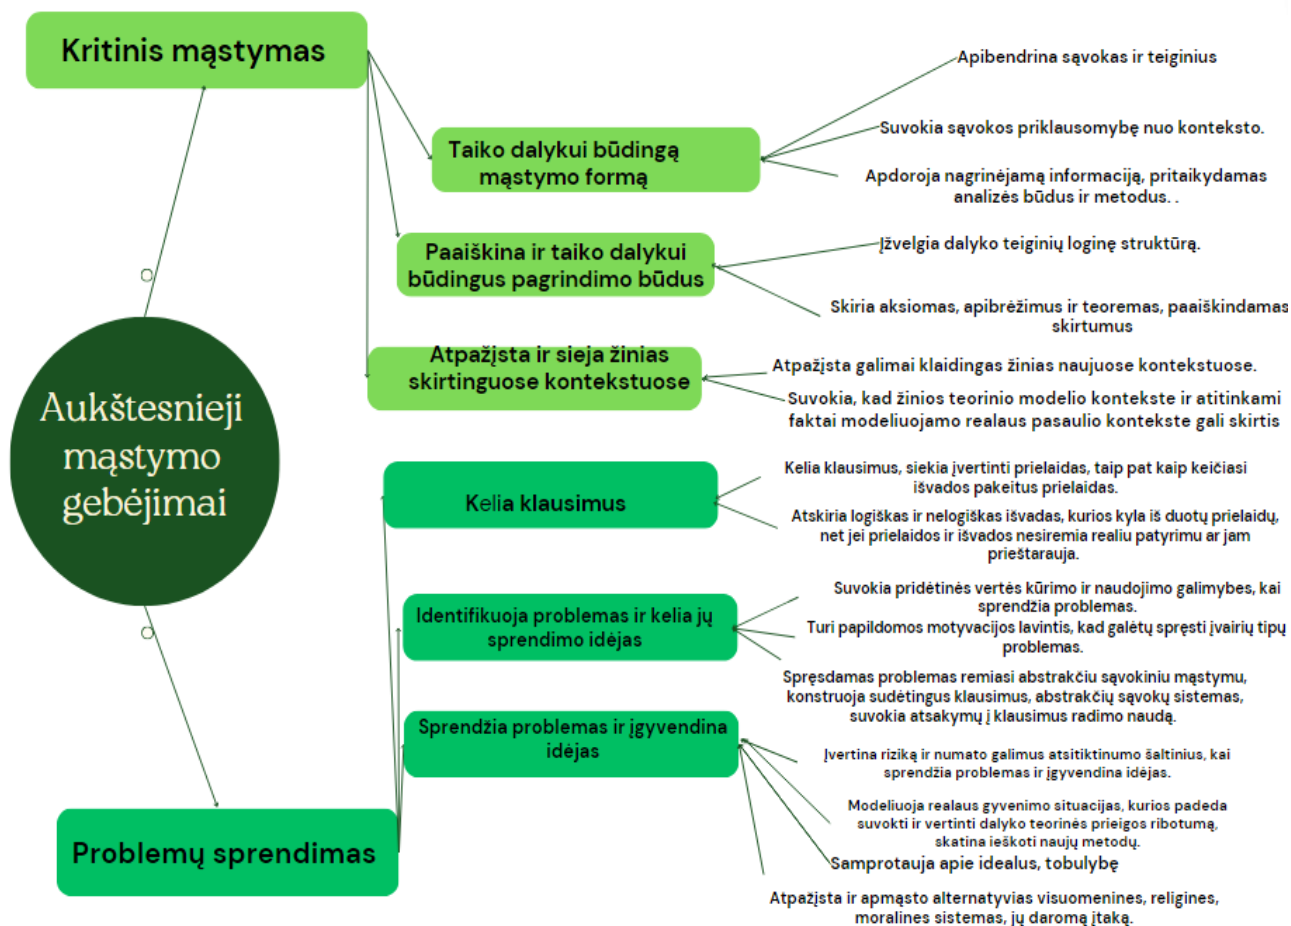 Kritinis mąstymas
Apibendrina sąvokas ir teiginius
Suvokia sąvokos priklausomybę nuo konteksto.
Taiko dalykui būdingą
mąstymo formą
Apdoroja nagrinėjamą informaciją, pritaikydamas
analizės būdus ir metodus. .
Paaiškina ir taiko dalykui
būdingus pagrindimo būdus
Įžvelgia dalyko teiginių loginę struktūrą.
Skiria aksiomas, apibrėžimus ir teoremas, paaiškindamas
skirtumus
Atpažįsta ir sieja žinias
skirtinguose kontekstuose
Atpažįsta galimai klaidingas žinias naujuose kontekstuose.
Suvokia, kad žinios teorinio modelio kontekste ir atitinkami
faktai modeliuojamo realaus pasaulio kontekste gali skirtis
Aukštesnieji
mąstymo
gebėjimai
Kelia klausimus
Kelia klausimus, siekia įvertinti prielaidas, taip pat kaip keičiasi
išvados pakeitus prielaidas.
Atskiria logiškas ir nelogiškas išvadas, kurios kyla iš duotų prielaidų,
net jei prielaidos ir išvados nesiremia realiu patyrimu ar jam
prieštarauja.
Identifikuoja problemas ir kelia jų
sprendimo idėjas
Suvokia pridėtinės vertės kūrimo ir naudojimo galimybes, kai
sprendžia problemas.
Turi papildomos motyvacijos lavintis, kad galėtų spręsti įvairių tipų
problemas.
Spręsdamas problemas remiasi abstrakčiu sąvokiniu mąstymu,
konstruoja sudėtingus klausimus, abstrakčių sąvokų sistemas,
suvokia atsakymų į klausimus radimo naudą.
Sprendžia problemas ir įgyvendina
idėjas
Įvertina riziką ir numato galimus atsitiktinumo šaltinius, kai
sprendžia problemas ir įgyvendina idėjas.
Modeliuoja realaus gyvenimo situacijas, kurios padeda
suvokti ir vertinti dalyko teorinės prieigos ribotumą,
skatina ieškoti naujų metodų.
Problemų sprendimas
Samprotauja apie idealus, tobulybę
Atpažįsta ir apmąsto alternatyvias visuomenines, religines,
moralines sistemas, jų daromą įtaką.